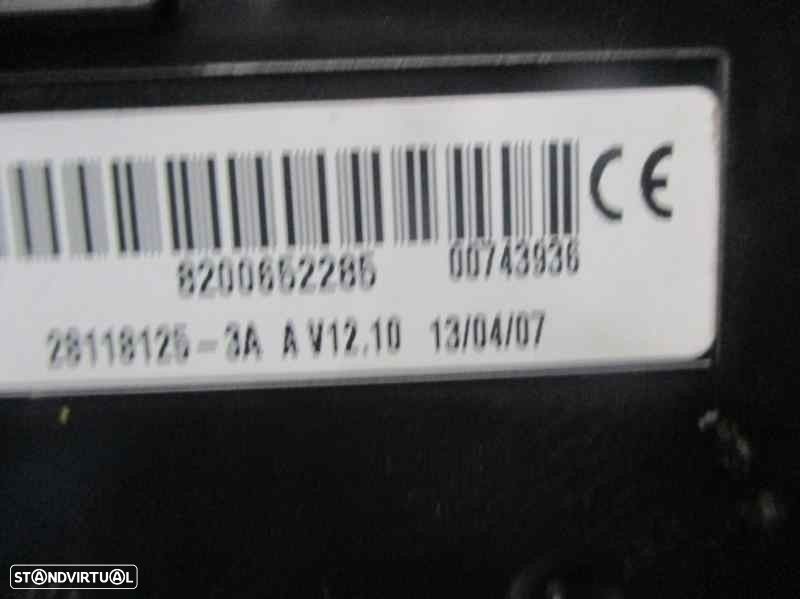 CE
8200652285 00743936
28118125-3A A V12.10 13/04/07
STANDVIRTUAL